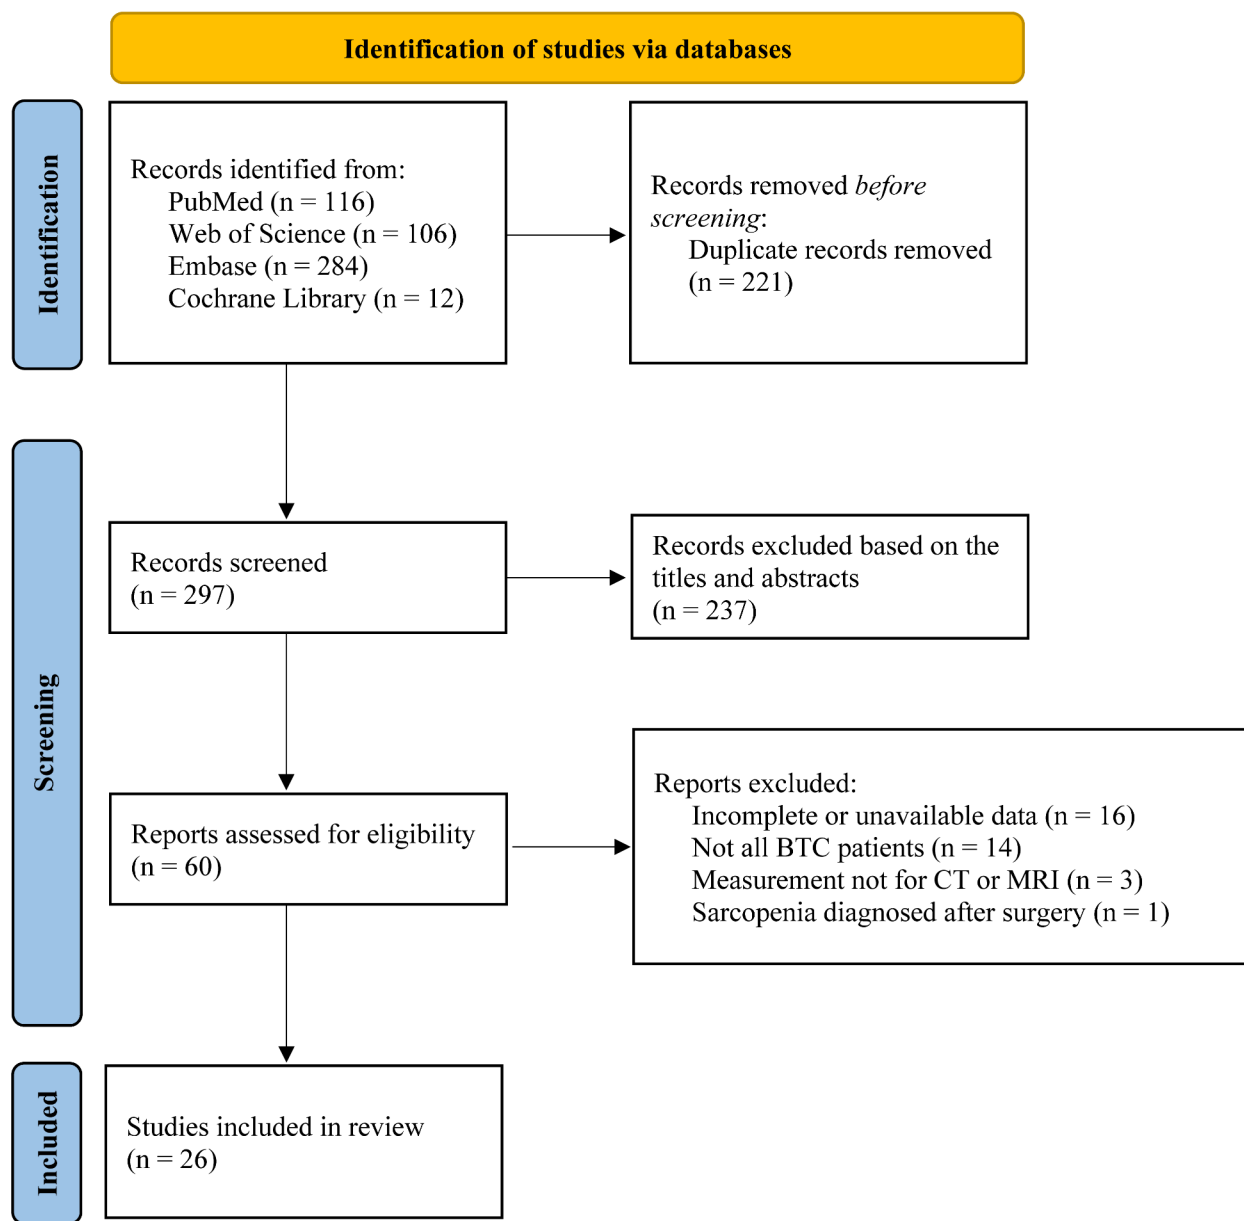 Identification of studies via databases
Identification
Records identified from:
PubMed (n = 116)
Web of Science (n = 106)
Embase (n = 284)
Cochrane Library (n = 12)
Records removed before
screening:
Duplicate records removed
(n = 221)
Screening
Records screened
(n = 297)
Records excluded based on the
titles and abstracts
(n = 237)
Reports assessed for eligibility
(n = 60)
Reports excluded:
Incomplete or unavailable data (n = 16)
Not all BTC patients (n = 14)
Measurement not for CT or MRI (n = 3)
Sarcopenia diagnosed after surgery (n = 1)
Included
Studies included in review
(n = 26)